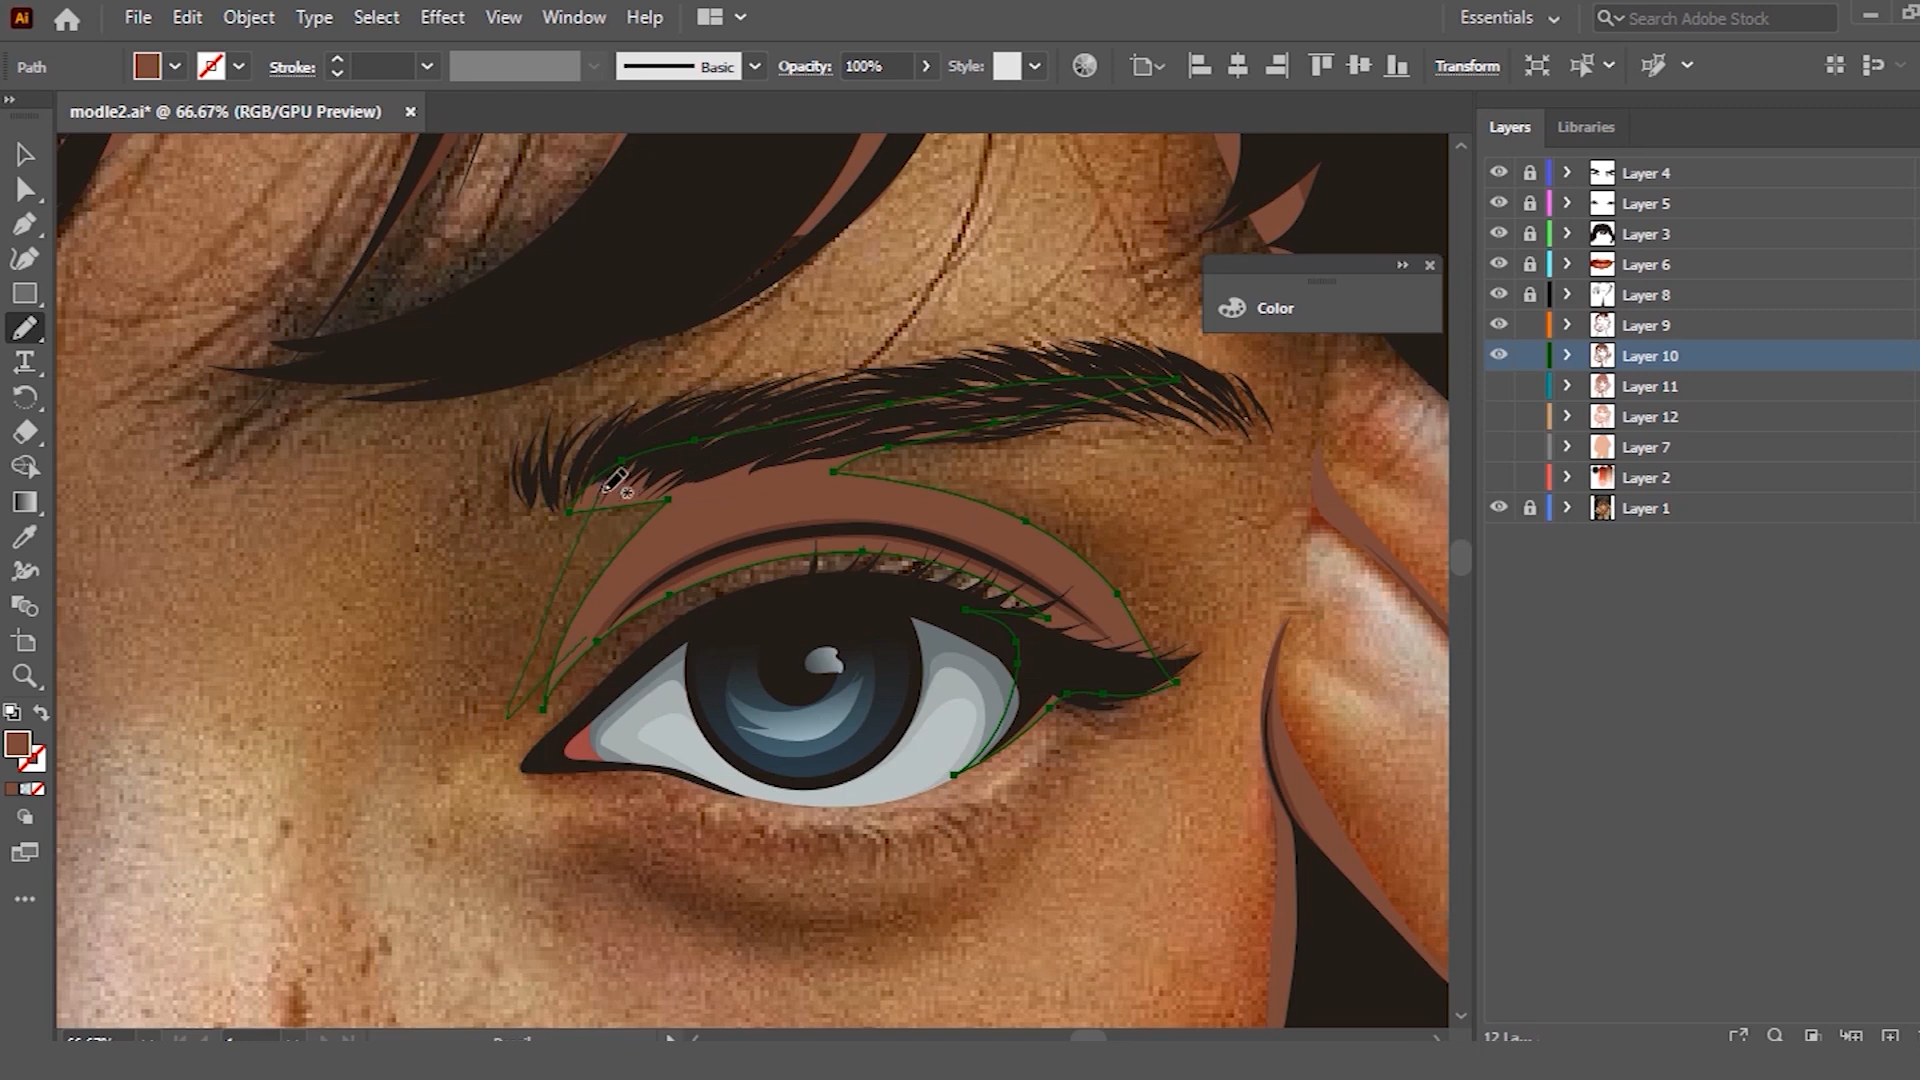 Ai File Edit Object Type Select Effect View Window Help Essentials Search Adobe Stock
Path Stroke: Basic Opacity: 100% Style: Transform
modle2.ai* @ 66.67% (RGB/GPU Preview)
Layers Libraries
Layer 4
Layer 5
Layer 3
Layer 6
Layer 8
Layer 9
Layer 10
Layer 11
Layer 12
Layer 7
Layer 2
Layer 1
Color
12 La...